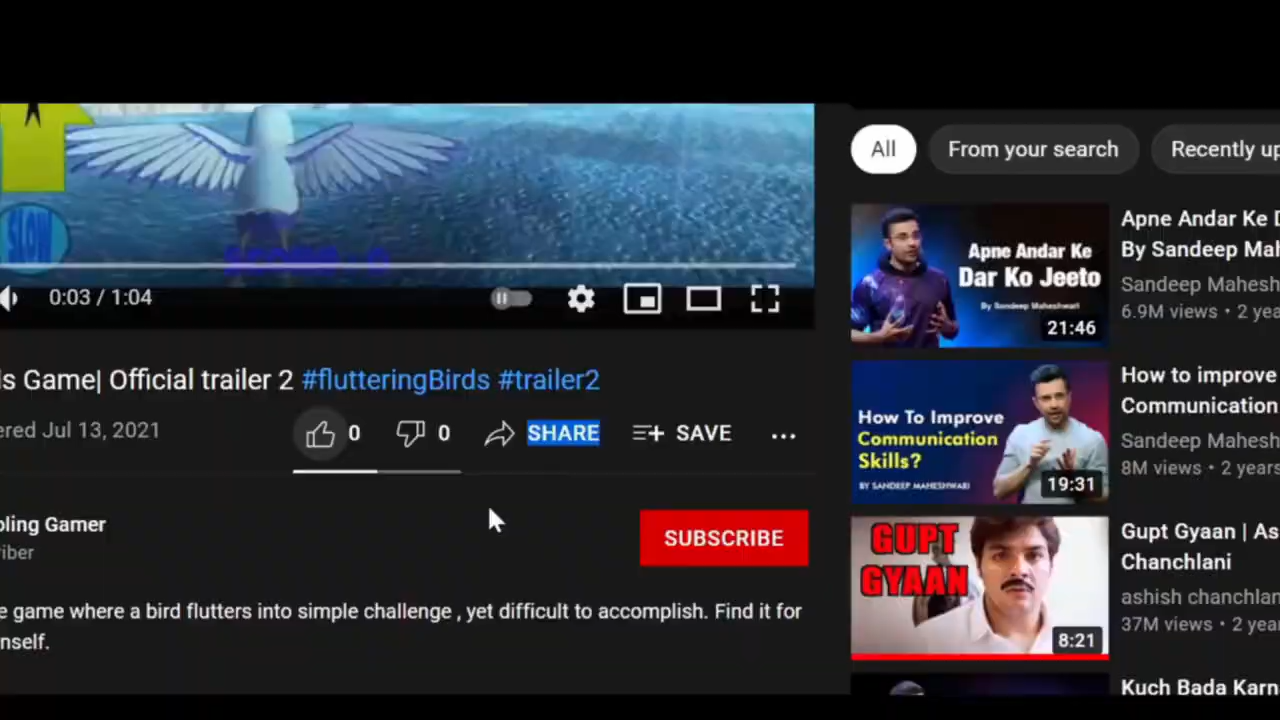 SLOW
0:03 / 1:04
ls Game| Official trailer 2 #flutteringBirds #trailer2
ered Jul 13, 2021
0
0
SHARE
SAVE
oling Gamer
riber
SUBSCRIBE
e game where a bird flutters into simple challenge , yet difficult to accomplish. Find it for
nself.
All
From your search
Recently up
Apne Andar Ke
Dar Ko Jeeto
By Sandeep Maheshwari
21:46
Apne Andar Ke D
By Sandeep Mah
Sandeep Mahesh
6.9M views • 2 yea
How To Improve
Communication
Skills?
BY SANDEEP MAHESHWARI
19:31
How to improve
Communication
Sandeep Mahesh
8M views • 2 years
GUPT
GYAAN
8:21
Gupt Gyaan | As
Chanchlani
ashish chanchlan
37M views • 2 yea
Kuch Bada Karn